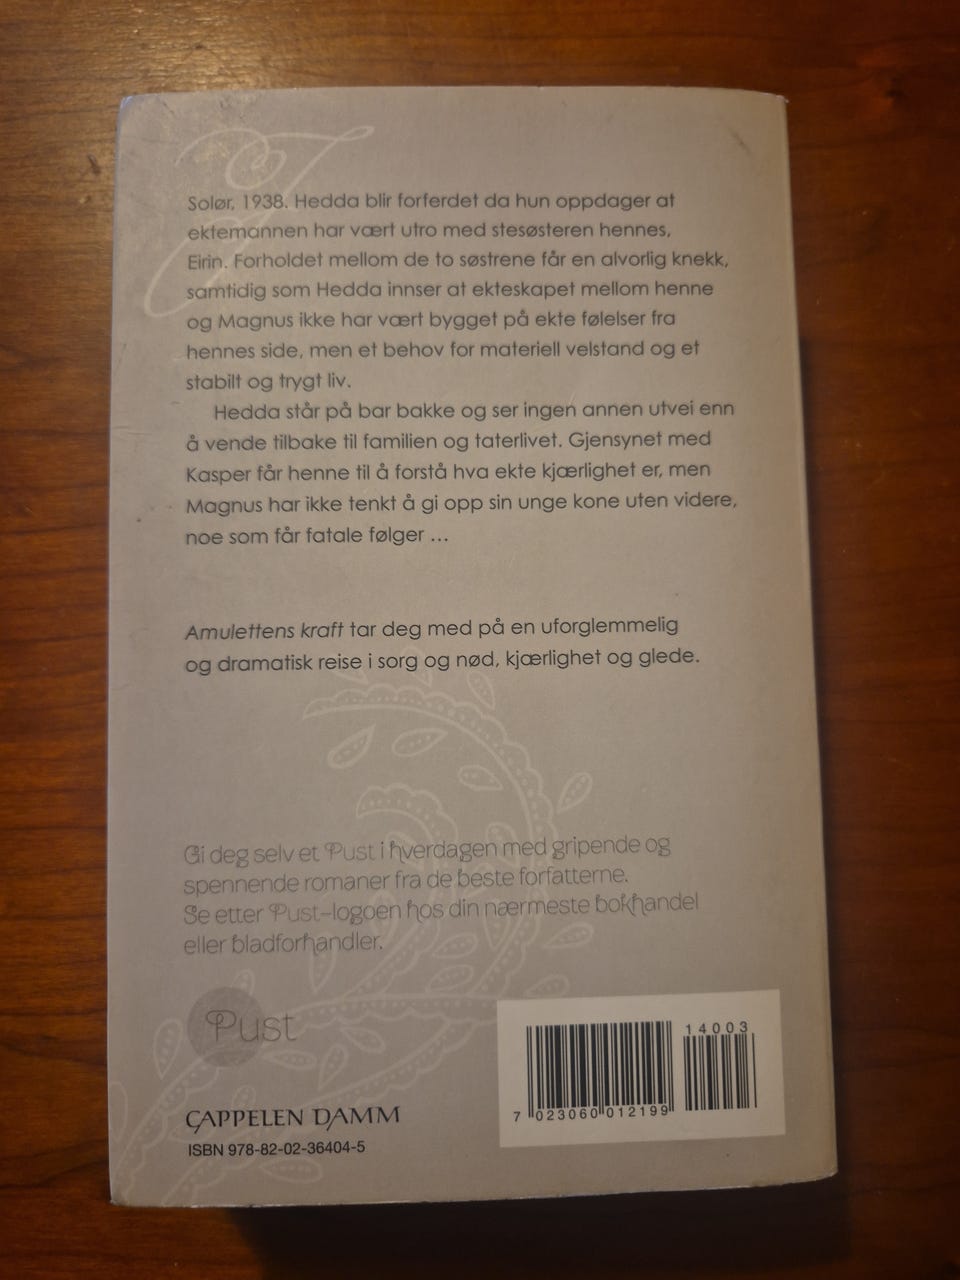 Solør, 1938. Hedda blir forferdet da hun oppdager at
ektemannen har vært utro med stesøsteren hennes,
Eirin. Forholdet mellom de to søstrene får en alvorlig knekk,
samtidig som Hedda innser at ekteskapet mellom henne
og Magnus ikke har vært bygget på ekte følelser fra
hennes side, men et behov for materiell velstand og et
stabilt og trygt liv.
Hedda står på bar bakke og ser ingen annen utvei enn
å vende tilbake til familien og taterlivet. Gjensynet med
Kasper får henne til å forstå hva ekte kjærlighet er, men
Magnus har ikke tenkt å gi opp sin unge kone uten videre,
noe som får fatale følger ...
Amulettens kraft tar deg med på en uforglemmelig
og dramatisk reise i sorg og nød, kjærlighet og glede.
Gi deg selv et Pust i hverdagen med gripende og
spennende romaner fra de beste forfatterne.
Se etter Pust-logoen hos din nærmeste bokhandel
eller bladforhandler.
Pust
CAPPELEN DAMM
ISBN 978-82-02-36404-5
14003
7 023060 012199